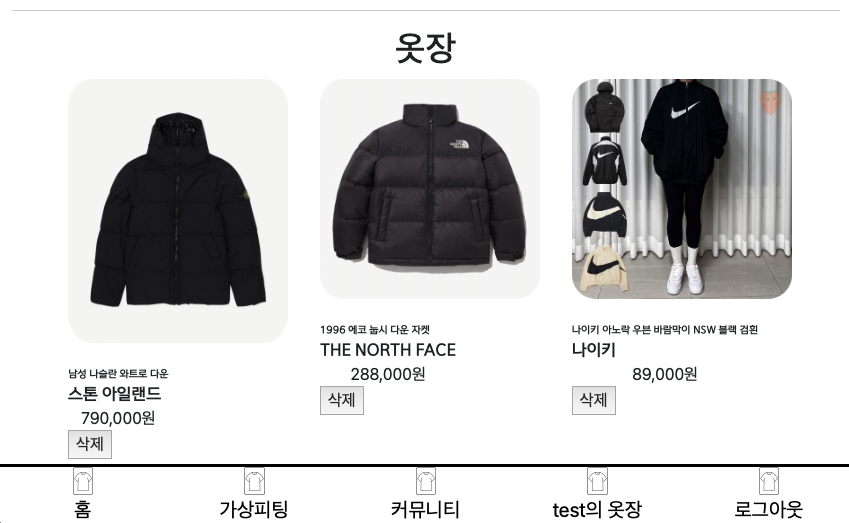 옷장
THE
NORTH
FACE
남성 나슬란 와트로 다운
스톤 아일랜드
790,000원
삭제
1996 에코 눕시 다운 자켓
THE NORTH FACE
288,000원
삭제
나이키 아노락 우븐 바람막이 NSW 블랙 검흰
나이키
89,000원
삭제
홈
가상피팅
커뮤니티
test의 옷장
로그아웃